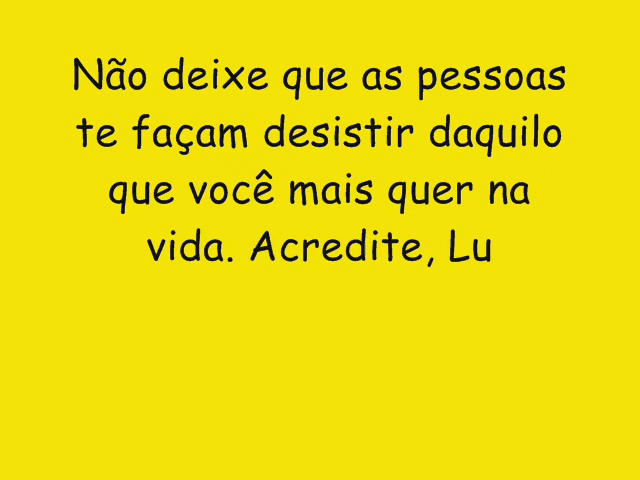 Não deixe que as pessoas
te façam desistir daquilo
que você mais quer na
vida. Acredite, Lu